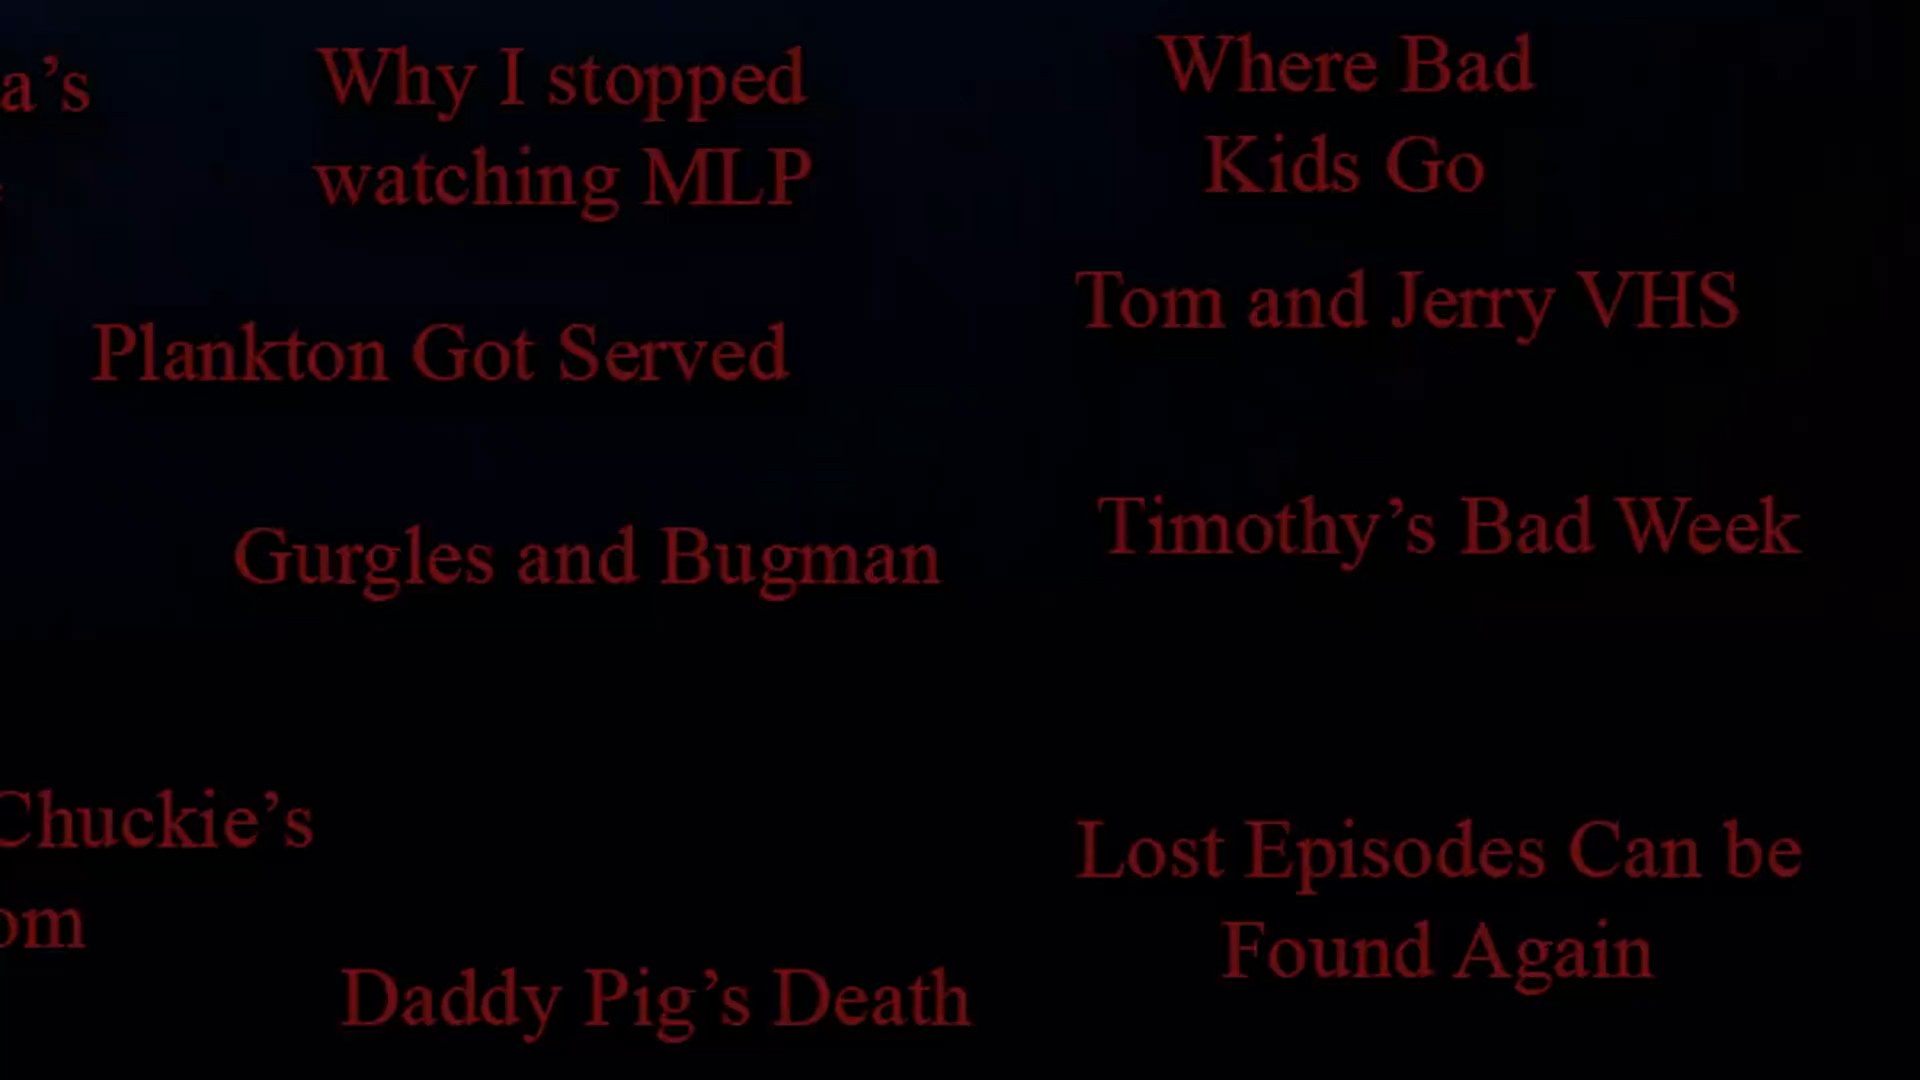 a’s
Why I stopped
watching MLP
Where Bad
Kids Go
Tom and Jerry VHS
Plankton Got Served
Timothy’s Bad Week
Gurgles and Bugman
Chuckie’s
om
Lost Episodes Can be
Found Again
Daddy Pig’s Death